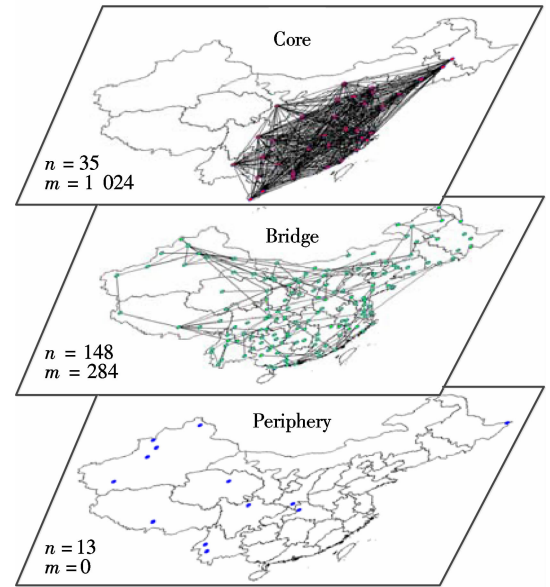 Core
n = 35
m = 1 024
Bridge
n = 148
m = 284
Periphery
n = 13
m = 0